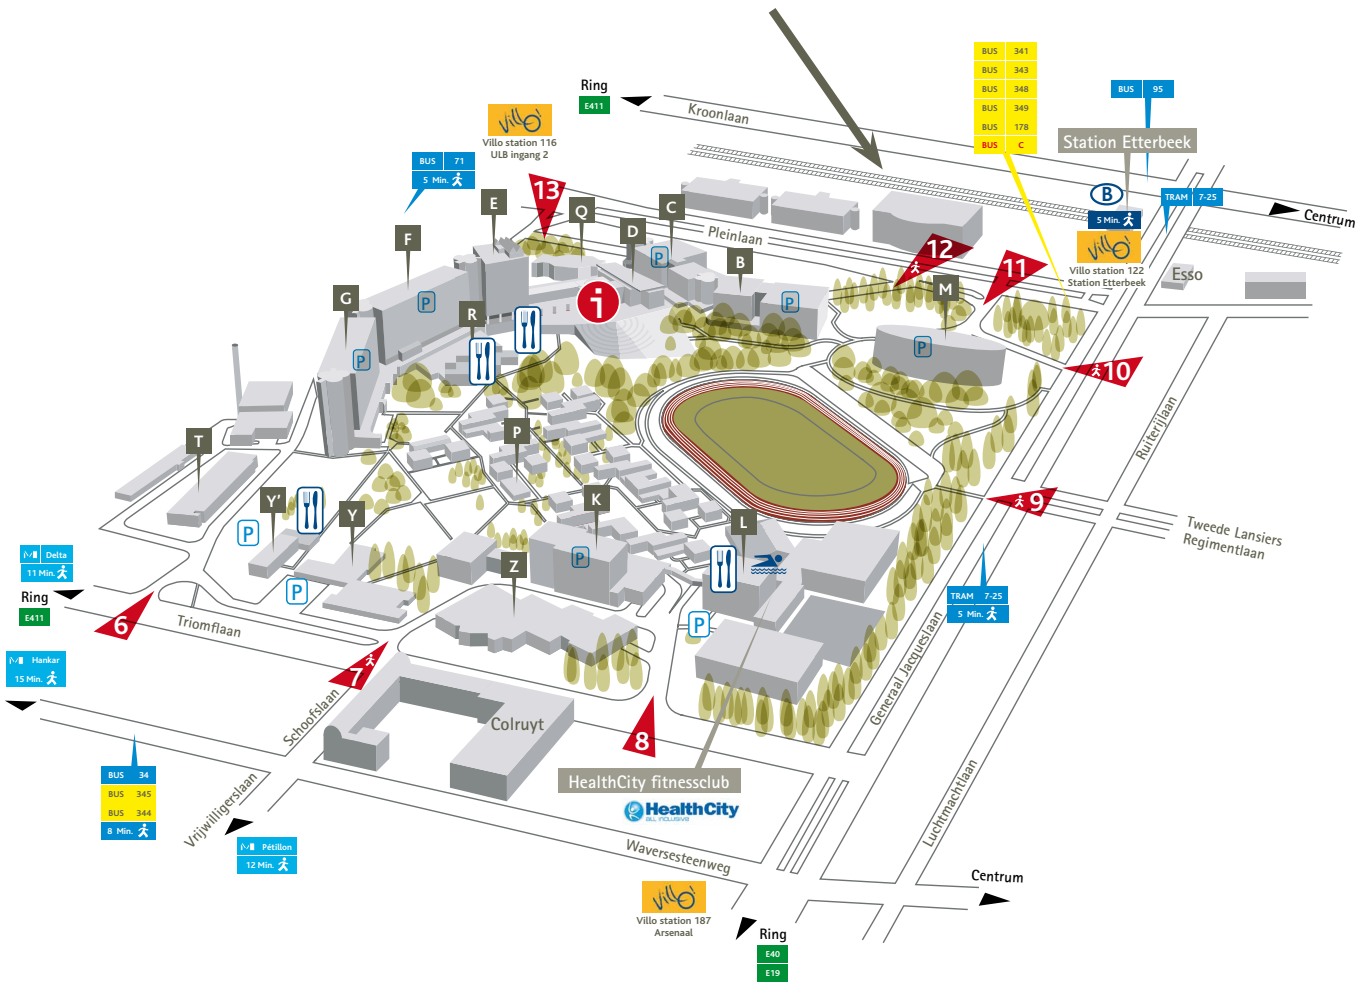 BUS 341
BUS 343
BUS 348
BUS 349
BUS 178
BUS C
BUS 95
Ring
E411
Kroonlaan
Station Etterbeek
Villo!
Villo station 116
ULB ingang 2
BUS 71
5 Min.
B
5 Min.
TRAM 7-25
Centrum
Villo!
Villo station 122
Station Etterbeek
Esso
13
E
Q
C
F
D
Pleinlaan
B
12
11
M
G
R
i
P
P
P
P
P
10
T
P
Ruiterijlaan
Y'
Y
K
L
9
Tweede Lansiers
Regimentlaan
P
P
Z
P
P
Delta
11 Min.
Ring
E411
6
Triomflaan
TRAM 7-25
5 Min.
Hankar
15 Min.
7
Schoofslaan
Generaal Jacqueslaan
Colruyt
8
BUS 34
BUS 345
BUS 344
8 Min.
Vrijwilligerslaan
HealthCity fitnessclub
HealthCity
ALL INCLUSIVE
Luchtmachtlaan
Pétillon
12 Min.
Waversesteenweg
Centrum
Villo!
Villo station 187
Arsenaal
Ring
E40
E19